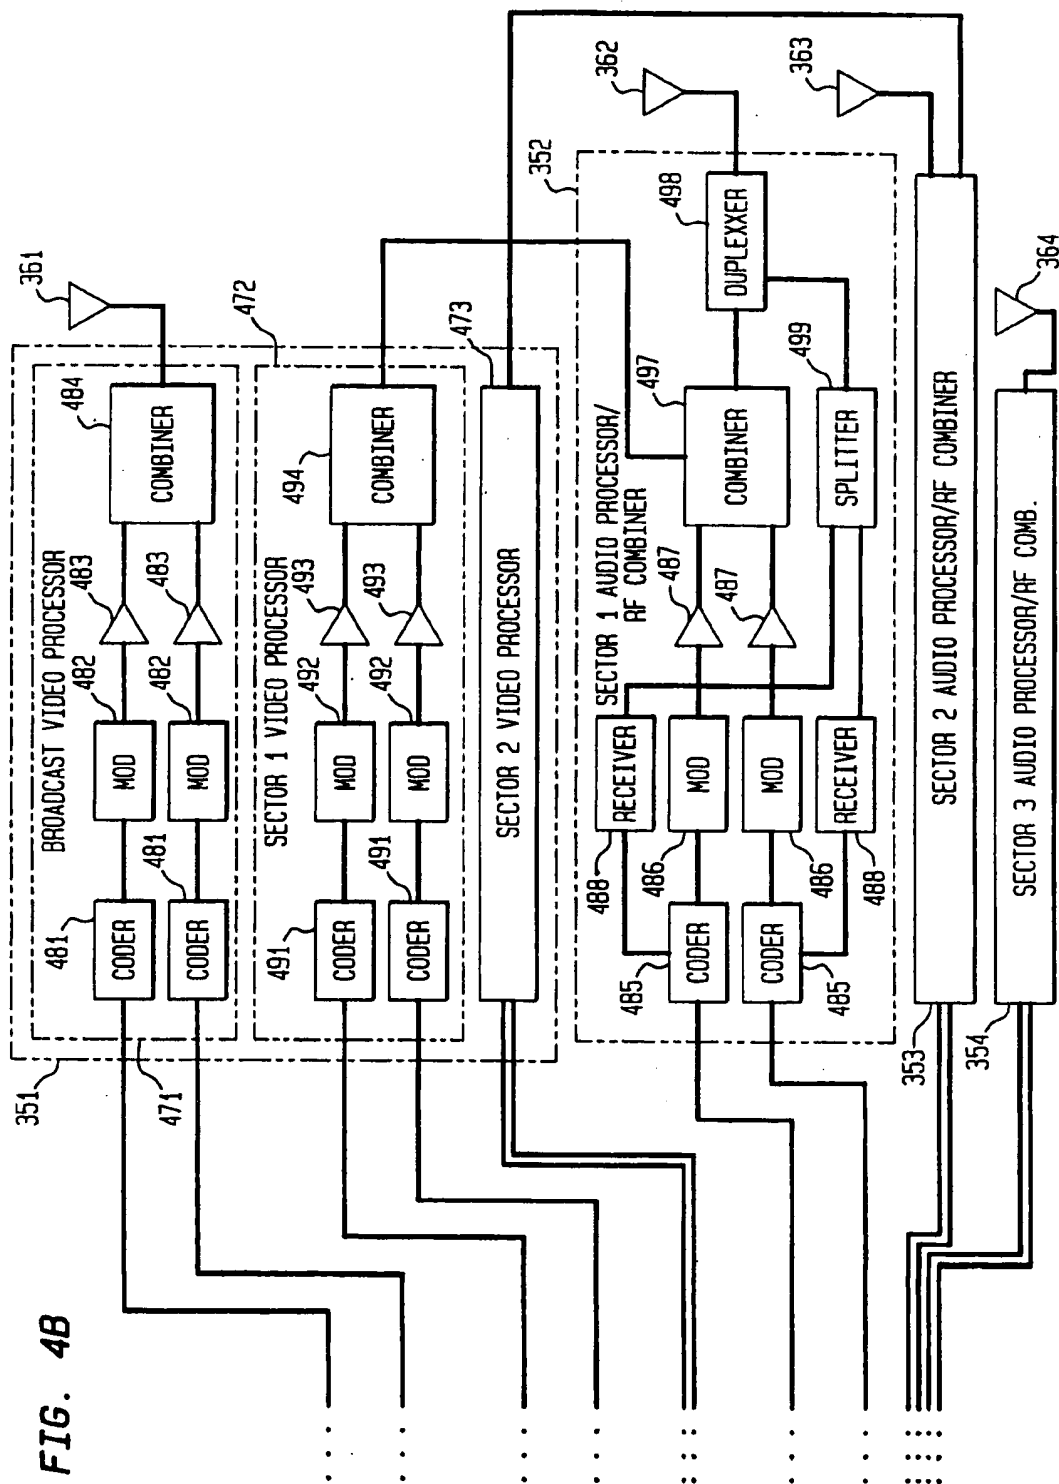 FIG. 4B
351
471
BROADCAST VIDEO PROCESSOR
481
CODER
482
MOD
483
484
COMBINER
361
481
CODER
482
MOD
483
472
SECTOR 1 VIDEO PROCESSOR
491
CODER
492
MOD
493
494
COMBINER
491
CODER
492
MOD
493
473
SECTOR 2 VIDEO PROCESSOR
352
SECTOR 1 AUDIO PROCESSOR/
RF COMBINER
488
RECEIVER
485
CODER
486
MOD
487
497
COMBINER
498
DUPLEXXER
362
485
CODER
486
MOD
487
488
RECEIVER
499
SPLITTER
363
353
SECTOR 2 AUDIO PROCESSOR/RF COMBINER
354
SECTOR 3 AUDIO PROCESSOR/RF COMB.
364